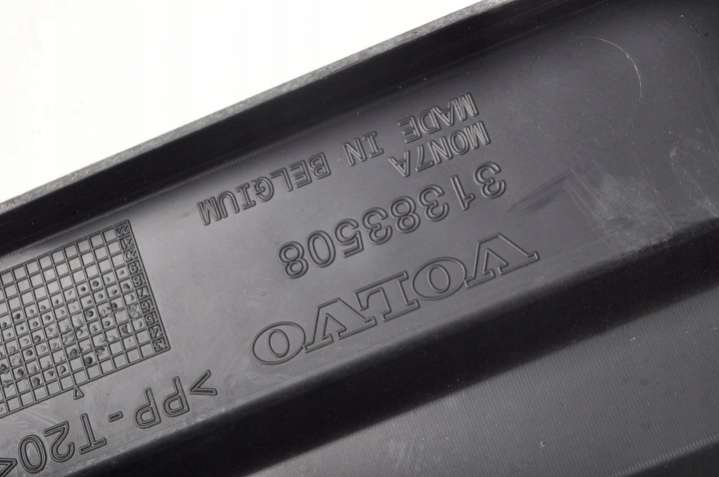 VOLVO
31383508
MONZA
MADE IN BELGIUM
>PP-T20<